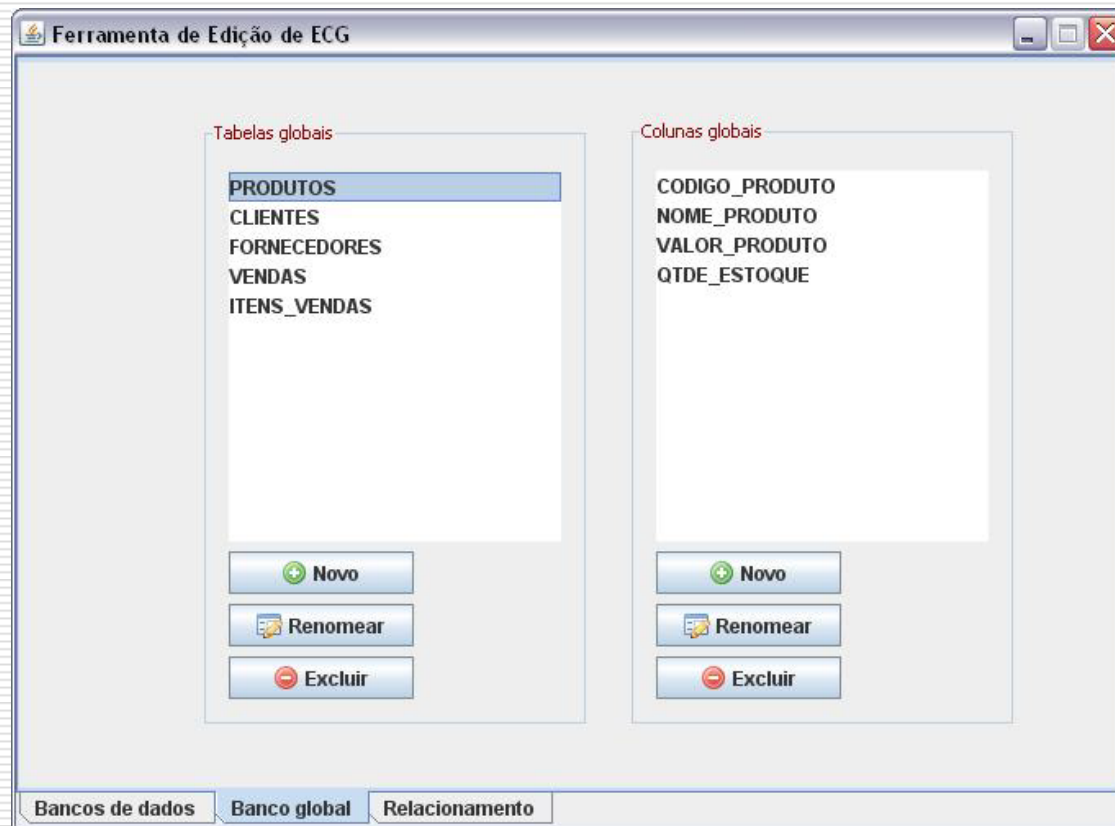 Ferramenta de Edição de ECG
Tabelas globais
PRODUTOS
CLIENTES
FORNECEDORES
VENDAS
ITENS_VENDAS
Novo
Renomear
Excluir
Colunas globais
CODIGO_PRODUTO
NOME_PRODUTO
VALOR_PRODUTO
QTDE_ESTOQUE
Novo
Renomear
Excluir
Bancos de dados Banco global Relacionamento